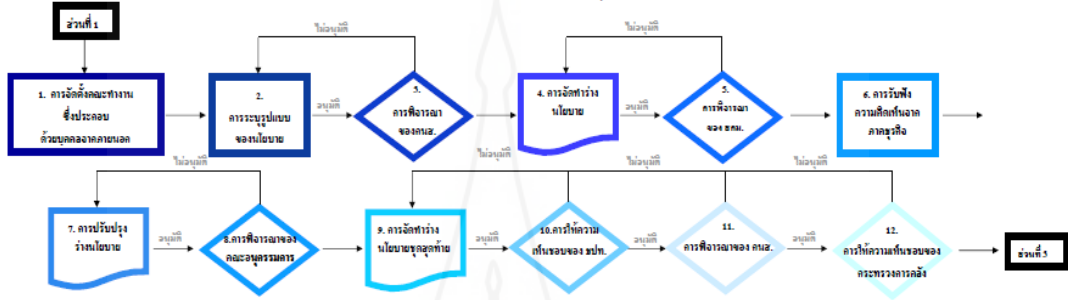 ส่วนที่ 1
ไม่อนุมัติ
ไม่อนุมัติ
1. การจัดตั้งคณะทำงาน
ซึ่งประกอบ
ด้วยบุคคลจากภายนอก
2.
การระบุรูปแบบ
ของนโยบาย
อนุมัติ
3.
การพิจารณา
ของคนส.
อนุมัติ
4. การจัดทำร่าง
นโยบาย
อนุมัติ
5.
การพิจารณา
ของ
อนุมัติ
6. การรับฟัง
ความคิดเห็นจาก
ภาคธุรกิจ
ไม่อนุมัติ
ไม่อนุมัติ
ไม่อนุมัติ
ไม่อนุมัติ
7. การปรับปรุง
ร่างนโยบาย
อนุมัติ
8.การพิจารณาของ
คณะอนุกรรมการ
9. การจัดทำร่าง
นโยบายชุดสุดท้าย
อนุมัติ
10.การให้ความ
เห็นชอบของ ธปท.
อนุมัติ
11.
การพิจารณาของ คนส.
อนุมัติ
12.
การให้ความเห็นชอบของ
กระทรวงการคลัง
ส่วนที่ 3